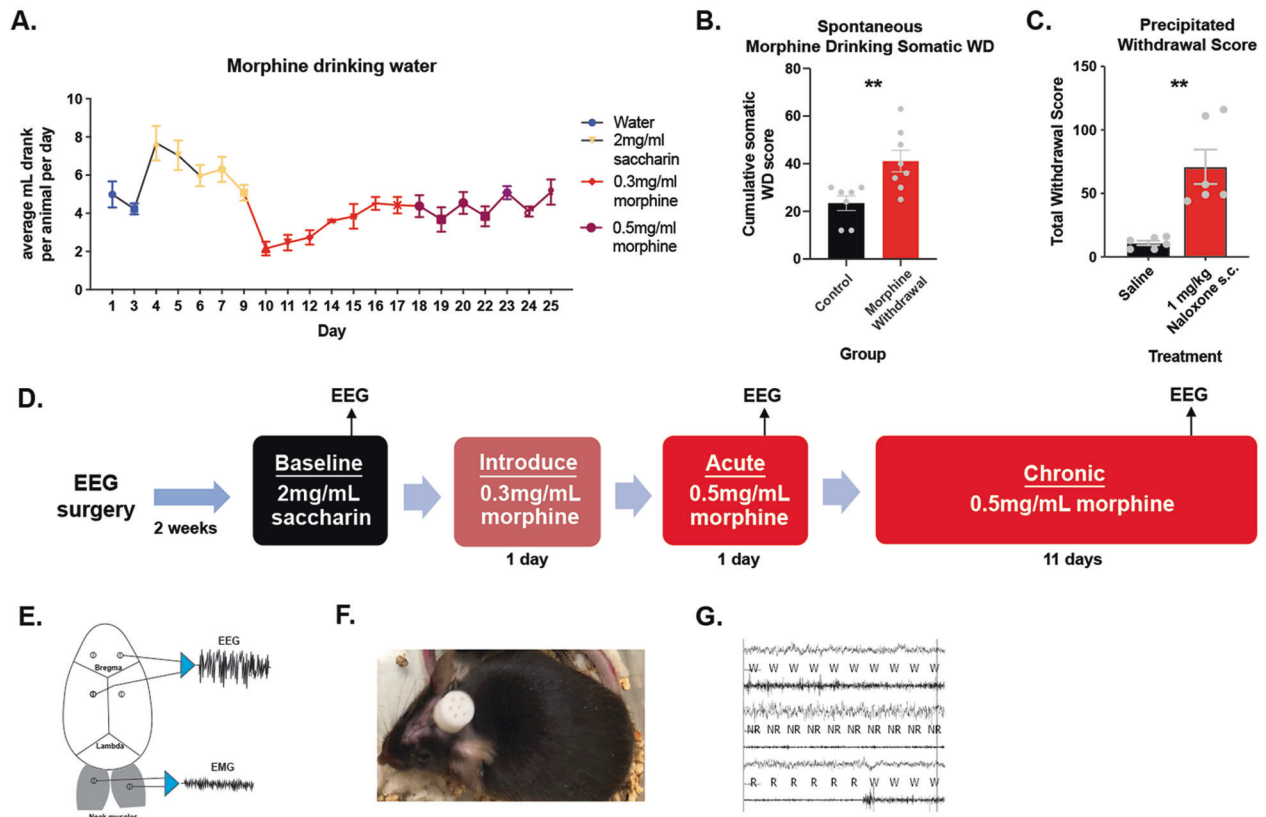 A.
Morphine drinking water
average mL drank
per animal per day
10
8
6
4
2
0
1 3 4 5 6 7 9 10 11 12 14 15 16 17 18 19 20 22 23 24 25
Day
Water
2mg/ml
saccharin
0.3mg/ml
morphine
0.5mg/ml
morphine
B.
Spontaneous
Morphine Drinking Somatic WD
Cumulative somatic
WD score
80
60
40
20
0
**
Control
Morphine
Withdrawal
Group
C.
Precipitated
Withdrawal Score
Total Withdrawal Score
150
100
50
0
**
Saline
1 mg/kg
Naloxone s.c.
Treatment
D.
EEG
surgery
2 weeks
EEG
Baseline
2mg/mL
saccharin
Introduce
0.3mg/mL
morphine
1 day
EEG
Acute
0.5mg/mL
morphine
1 day
EEG
Chronic
0.5mg/mL morphine
11 days
E.
Bregma
Lambda
EEG
EMG
Neck muscles
F.
G.
W W W W W W W W W W
NR NR NR NR NR NR NR NR NR NR
R R R R R R W W W W